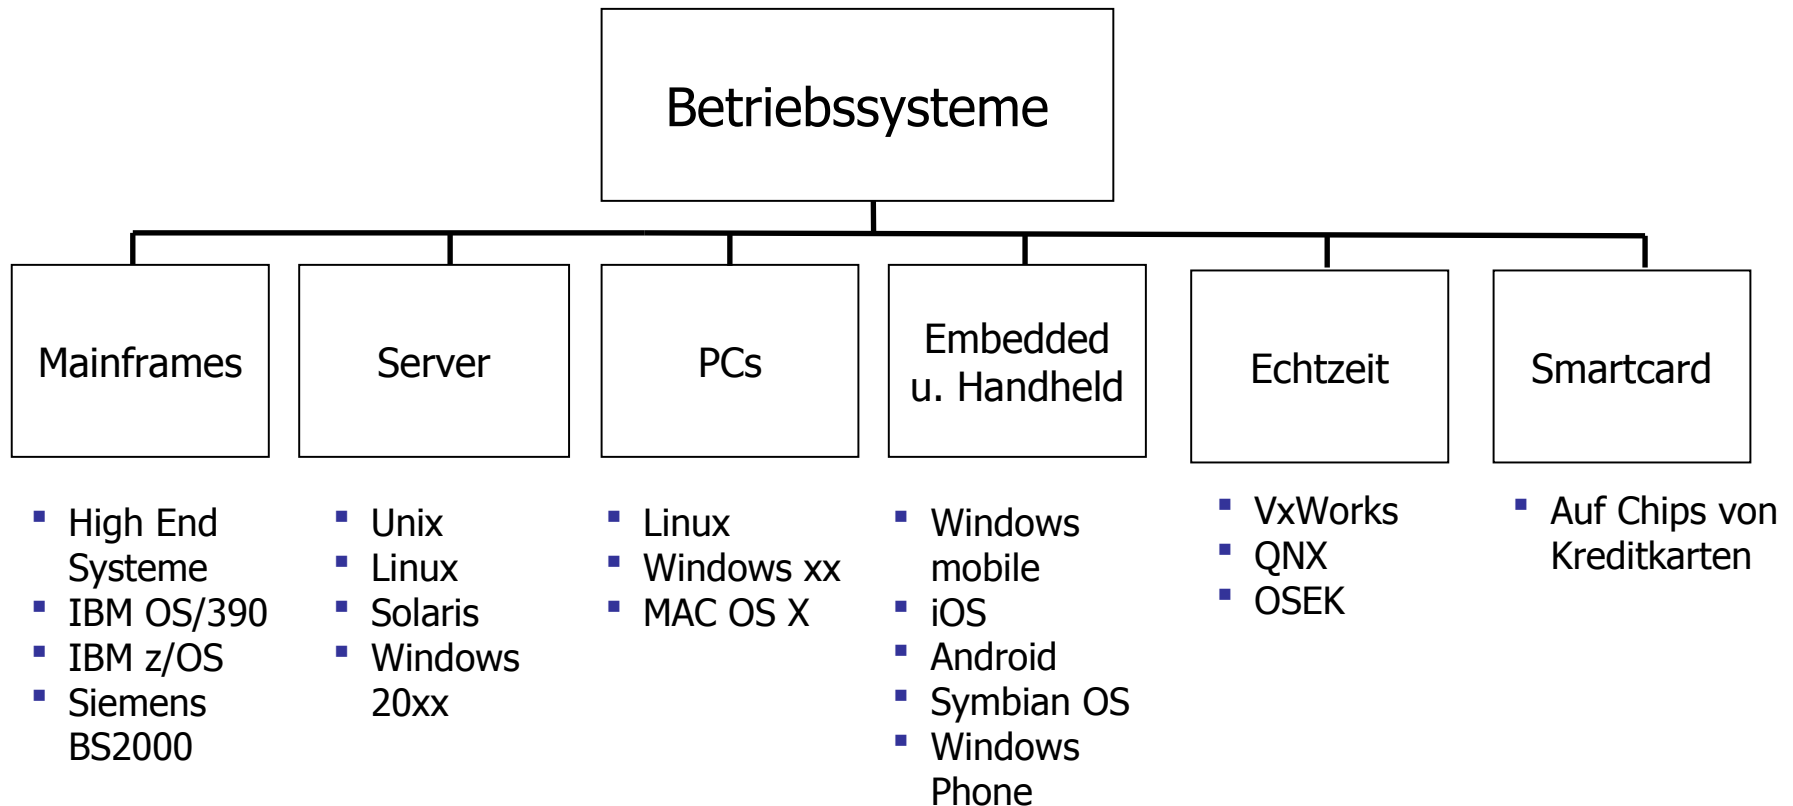 Betriebssysteme
Mainframes
Server
PCs
Embedded
u. Handheld
Echtzeit
Smartcard
▪ High End
Systeme
▪ IBM OS/390
▪ IBM z/OS
▪ Siemens
BS2000
▪ Unix
▪ Linux
▪ Solaris
▪ Windows
20xx
▪ Linux
▪ Windows xx
▪ MAC OS X
▪ Windows
mobile
▪ iOS
▪ Android
▪ Symbian OS
▪ Windows
Phone
▪ VxWorks
▪ QNX
▪ OSEK
▪ Auf Chips von
Kreditkarten